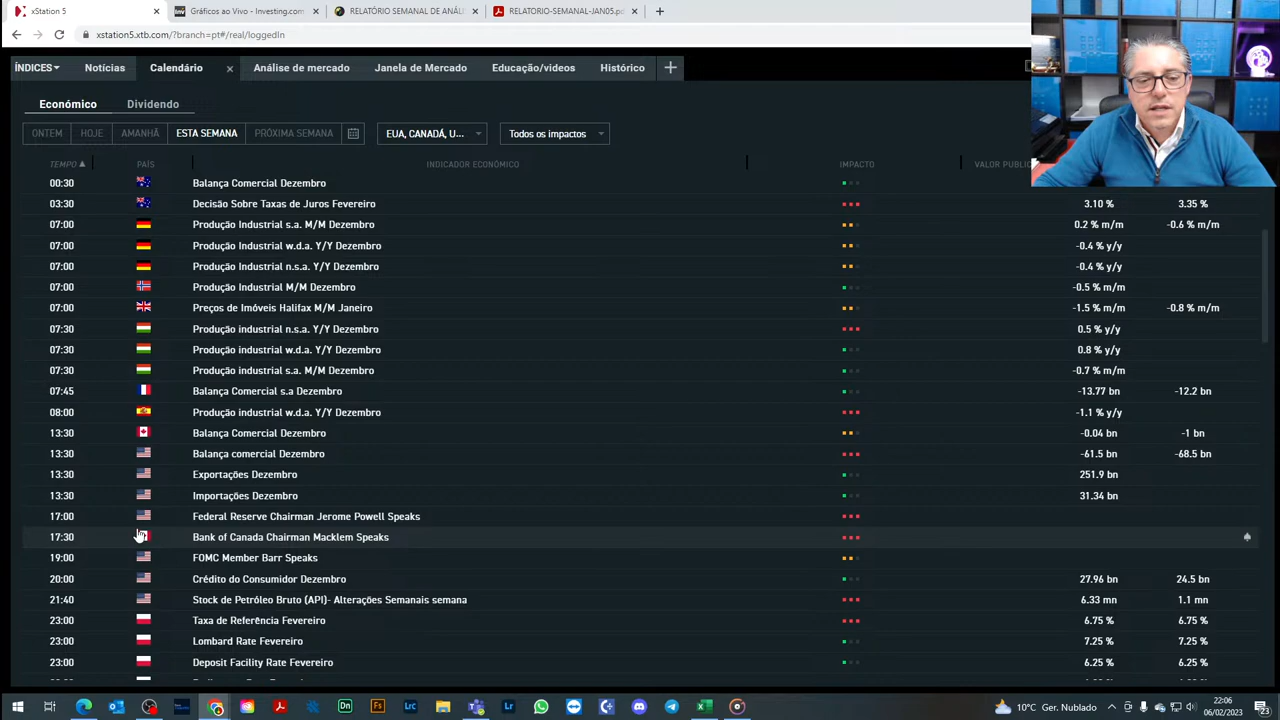 xStation 5
Gráficos ao Vivo - Investing.com
RELATÓRIO SEMANAL DE ANÁLI
RELATORIO-SEMANAL-JAN05.pd
xstation5.xtb.com/?branch=pt#/real/loggedIn
ÍNDICES Notícias Calendário Análise de mercado Janela de Mercado Educação/vídeos Histórico
Económico Dividendo
ONTEM HOJE AMANHÃ ESTA SEMANA PRÓXIMA SEMANA EUA, CANADÁ, U... Todos os impactos
TEMPO PAÍS INDICADOR ECONÓMICO IMPACTO VALOR PUBLIC
00:30 Balança Comercial Dezembro
03:30 Decisão Sobre Taxas de Juros Fevereiro 3.10 % 3.35 %
07:00 Produção Industrial s.a. M/M Dezembro 0.2 % m/m -0.6 % m/m
07:00 Produção Industrial w.d.a. Y/Y Dezembro -0.4 % y/y
07:00 Produção Industrial n.s.a. Y/Y Dezembro -0.4 % y/y
07:00 Produção Industrial M/M Dezembro -0.5 % m/m
07:00 Preços de Imóveis Halifax M/M Janeiro -1.5 % m/m -0.8 % m/m
07:30 Produção industrial n.s.a. Y/Y Dezembro 0.5 % y/y
07:30 Produção industrial w.d.a. Y/Y Dezembro 0.8 % y/y
07:30 Produção industrial s.a. M/M Dezembro -0.7 % m/m
07:45 Balança Comercial s.a Dezembro -13.77 bn -12.2 bn
08:00 Produção industrial w.d.a. Y/Y Dezembro -1.1 % y/y
13:30 Balança Comercial Dezembro -0.04 bn -1 bn
13:30 Balança comercial Dezembro -61.5 bn -68.5 bn
13:30 Exportações Dezembro 251.9 bn
13:30 Importações Dezembro 31.34 bn
17:00 Federal Reserve Chairman Jerome Powell Speaks
17:30 Bank of Canada Chairman Macklem Speaks
19:00 FOMC Member Barr Speaks
20:00 Crédito do Consumidor Dezembro 27.96 bn 24.5 bn
21:40 Stock de Petróleo Bruto (API)- Alterações Semanais semana 6.33 mn 1.1 mn
23:00 Taxa de Referência Fevereiro 6.75 % 6.75 %
23:00 Lombard Rate Fevereiro 7.25 % 7.25 %
23:00 Deposit Facility Rate Fevereiro 6.25 % 6.25 %
10°C Ger. Nublado
22:06
06/02/2023
23